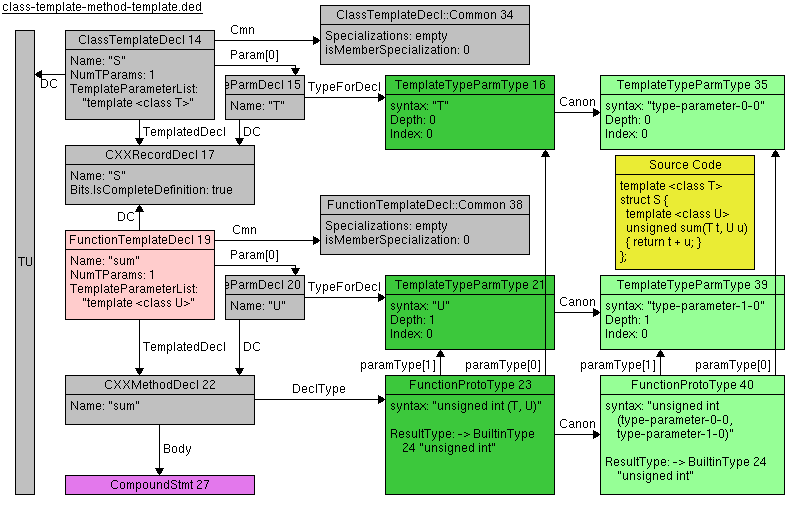 class-template-method-template.ded
TU
DC
ClassTemplateDecl 14
Name: "S"
NumTParams: 1
TemplateParameterList:
"template <class T>"
Cmn
ClassTemplateDecl::Common 34
Specializations: empty
isMemberSpecialization: 0
Param[0]
eParmDecl 15
Name: "T"
TypeForDecl
TemplateTypeParmType 16
syntax: "T"
Depth: 0
Index: 0
Canon
TemplateTypeParmType 35
syntax: "type-parameter-0-0"
Depth: 0
Index: 0
TemplatedDecl
DC
CXXRecordDecl 17
Name: "S"
Bits.IsCompleteDefinition: true
Source Code
template <class T>
struct S {
template <class U>
unsigned sum(T t, U u)
{ return t + u; }
};
DC
FunctionTemplateDecl 19
Name: "sum"
NumTParams: 1
TemplateParameterList:
"template <class U>"
Cmn
FunctionTemplateDecl::Common 38
Specializations: empty
isMemberSpecialization: 0
Param[0]
eParmDecl 20
Name: "U"
TypeForDecl
TemplateTypeParmType 21
syntax: "U"
Depth: 1
Index: 0
Canon
TemplateTypeParmType 39
syntax: "type-parameter-1-0"
Depth: 1
Index: 0
TemplatedDecl
DC
paramType[1]
paramType[0]
paramType[1]
paramType[0]
CXXMethodDecl 22
Name: "sum"
DeclType
FunctionProtoType 23
syntax: "unsigned int (T, U)"
ResultType: -> BuiltinType
24 "unsigned int"
Canon
FunctionProtoType 40
syntax: "unsigned int
(type-parameter-0-0,
type-parameter-1-0)"
ResultType: -> BuiltinType 24
"unsigned int"
Body
CompoundStmt 27